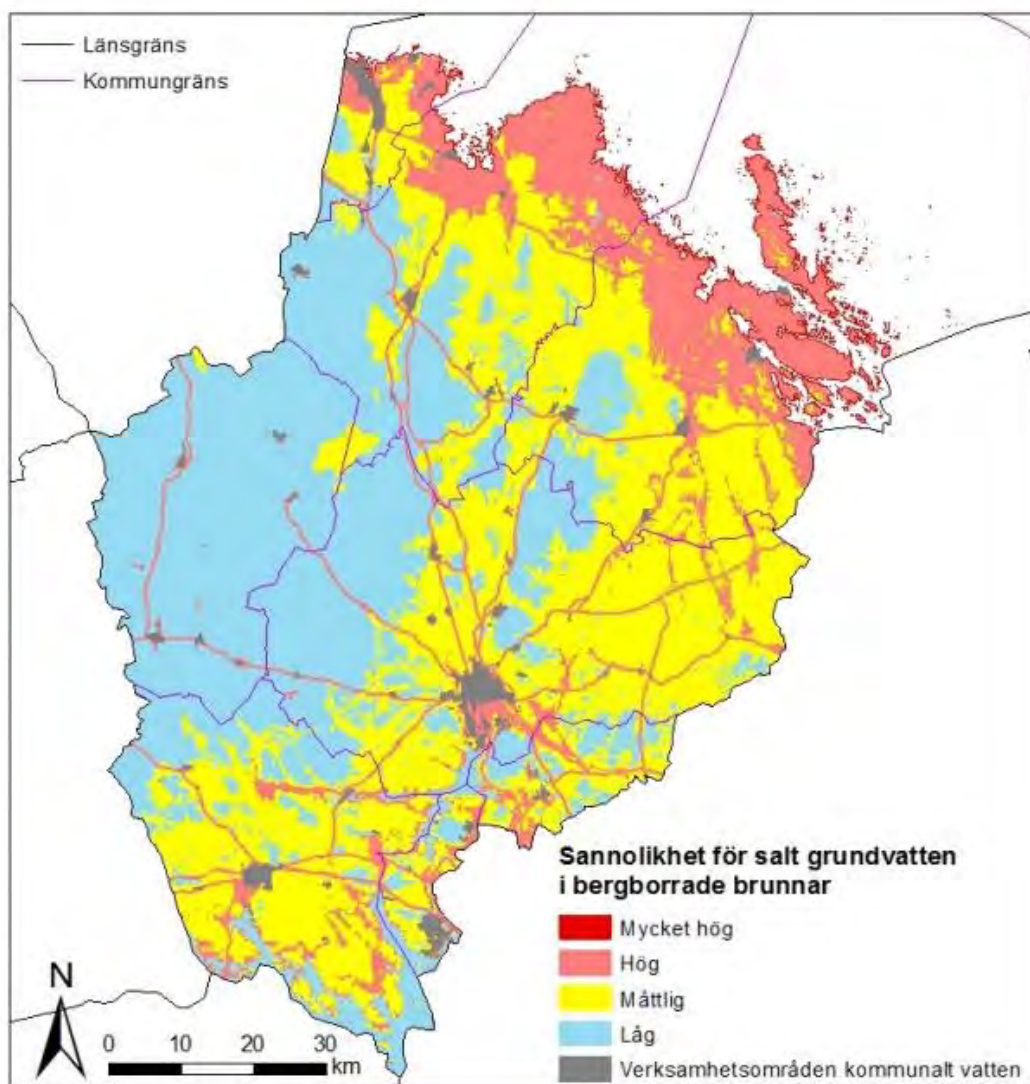 Länsgräns
Kommungräns
Sannolikhet för salt grundvatten
i bergborrade brunnar
Mycket hög
Hög
Måttlig
Låg
Verksamhetsområden kommunalt vatten
N
0 10 20 30
km